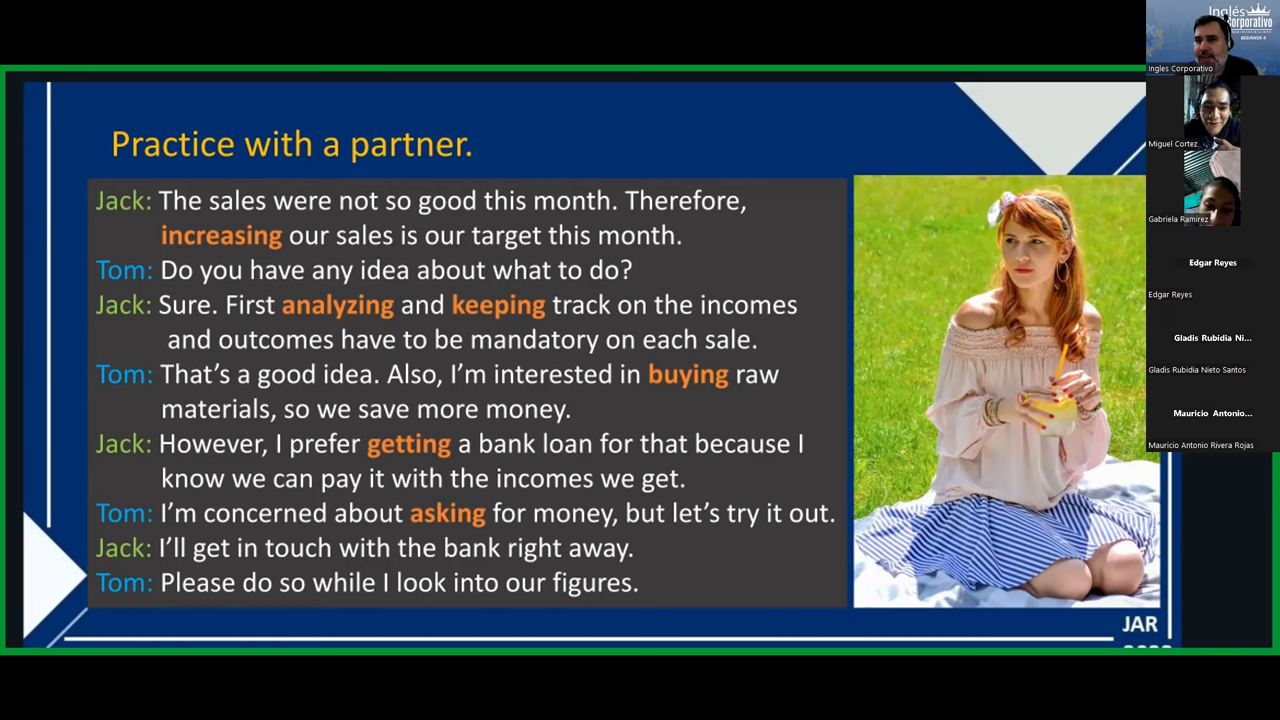 Practice with a partner.
Jack: The sales were not so good this month. Therefore,
increasing our sales is our target this month.
Tom: Do you have any idea about what to do?
Jack: Sure. First analyzing and keeping track on the incomes
and outcomes have to be mandatory on each sale.
Tom: That's a good idea. Also, I'm interested in buying raw
materials, so we save more money.
Jack: However, I prefer getting a bank loan for that because I
know we can pay it with the incomes we get.
Tom: I'm concerned about asking for money, but let's try it out.
Jack: I'll get in touch with the bank right away.
Tom: Please do so while I look into our figures.
JAR
Inglés
Corporativo
BEGINNER 4
Ingles Corporativo
Miguel Cortez
Gabriela Ramirez
Edgar Reyes
Edgar Reyes
Gladis Rubidia Ni...
Gladis Rubidia Nieto Santos
Mauricio Antonio...
Mauricio Antonio Rivera Rojas